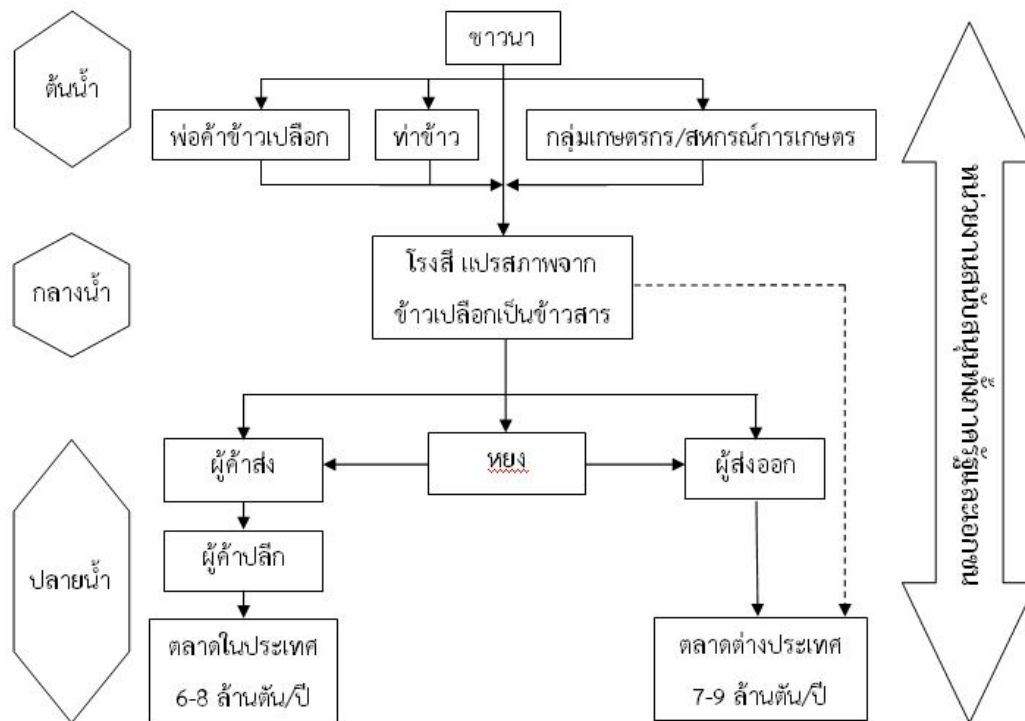 ชาวนา
ต้นน้ำ
พ่อค้าข้าวเปลือก
ท่าข้าว
กลุ่มเกษตรกร/สหกรณ์การเกษตร
กลางน้ำ
โรงสี แปรสภาพจาก
ข้าวเปลือกเป็นข้าวสาร
ผู้ค้าส่ง
หยง
ผู้ส่งออก
ปลายน้ำ
ผู้ค้าปลีก
ตลาดในประเทศ
6-8 ล้านตัน/ปี
ตลาดต่างประเทศ
7-9 ล้านตัน/ปี
หน่วยงานสนับสนุนทั้งภาครัฐและเอกชน